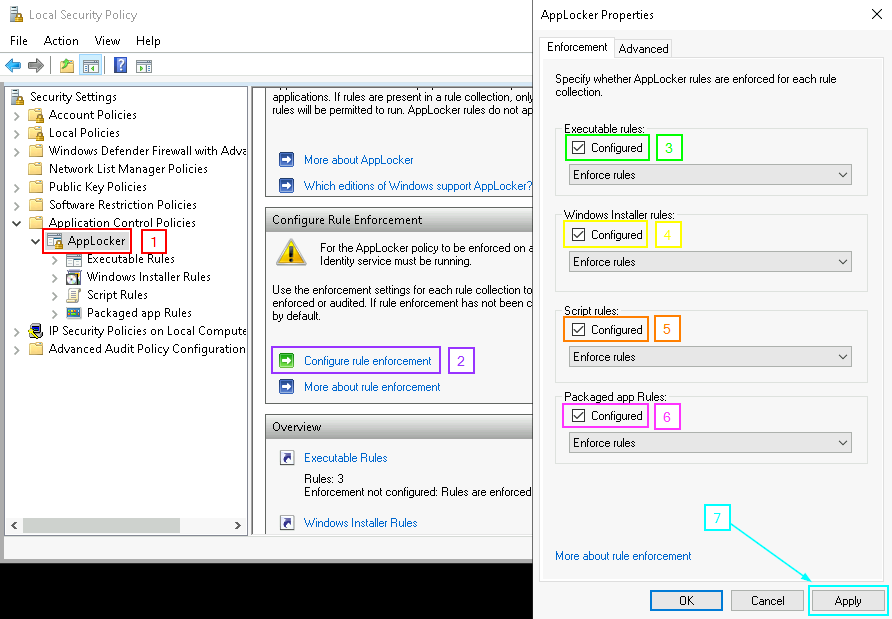 Local Security Policy
File Action View Help
Security Settings
Account Policies
Local Policies
Windows Defender Firewall with Adva
Network List Manager Policies
Public Key Policies
Software Restriction Policies
Application Control Policies
AppLocker
1
Executable Rules
Windows Installer Rules
Script Rules
Packaged app Rules
IP Security Policies on Local Compute
Advanced Audit Policy Configuration
applications. If rules are present in a rule collection, only
rules will be permitted to run. AppLocker rules do not ap
More about AppLocker
Which editions of Windows support AppLocker?
Configure Rule Enforcement
For the AppLocker policy to be enforced on a
Identity service must be running.
Use the enforcement settings for each rule collection to
enforced or audited. If rule enforcement has not been c
by default.
Configure rule enforcement
2
More about rule enforcement
Overview
Executable Rules
Rules: 3
Enforcement not configured: Rules are enforced
Windows Installer Rules
AppLocker Properties
Enforcement Advanced
Specify whether AppLocker rules are enforced for each rule
collection.
Executable rules:
Configured
3
Enforce rules
Windows Installer rules:
Configured
4
Enforce rules
Script rules:
Configured
5
Enforce rules
Packaged app Rules:
Configured
6
Enforce rules
7
More about rule enforcement
OK Cancel Apply